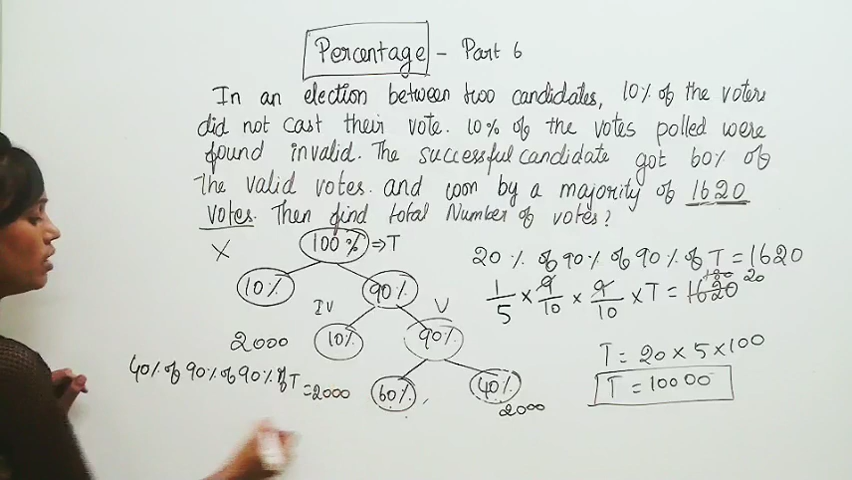 Percentage - Part 6
In an election between two candidates, 10% of the voters
did not cast their vote. 10% of the votes polled were
found invalid. The successful candidate got 60% of
the valid votes. and won by a majority of 1620
votes. Then find total Number of votes?
X 100% ⇒ T
20% of 90% of 90% of T = 1620
10% 90%
1/5 × 9/10 × 9/10 × T = 1620 180 20
IV V
2000 10% 90%
T = 20 × 5 × 100
40% of 90% of 90% of T = 2000
60% 40%
T = 10000
2000